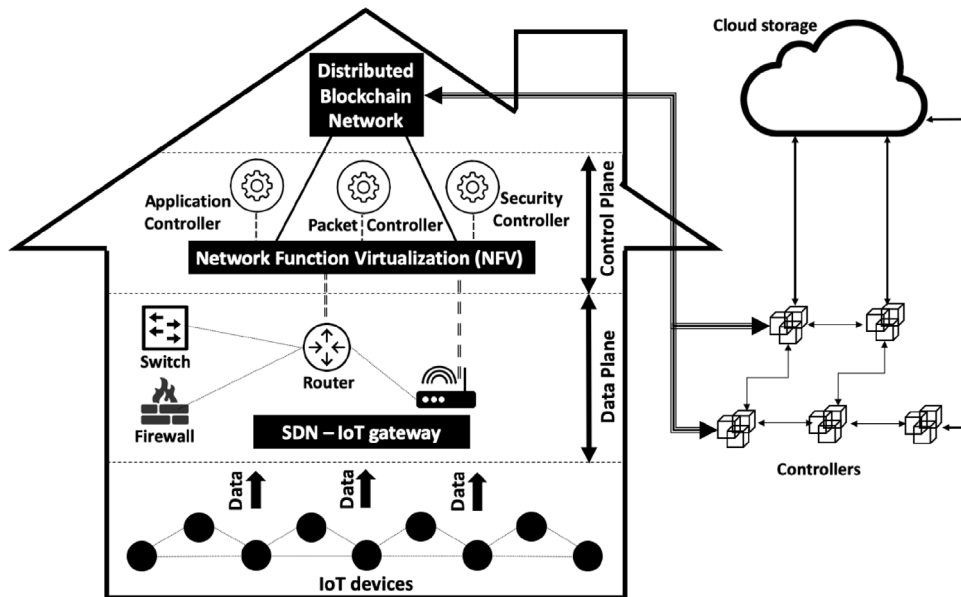 Cloud storage
Distributed
Blockchain
Network
Application
Controller
Packet Controller
Security
Controller
Control Plane
Network Function Virtualization (NFV)
Switch
Router
Firewall
SDN – IoT gateway
Data Plane
Controllers
Data
Data
Data
IoT devices